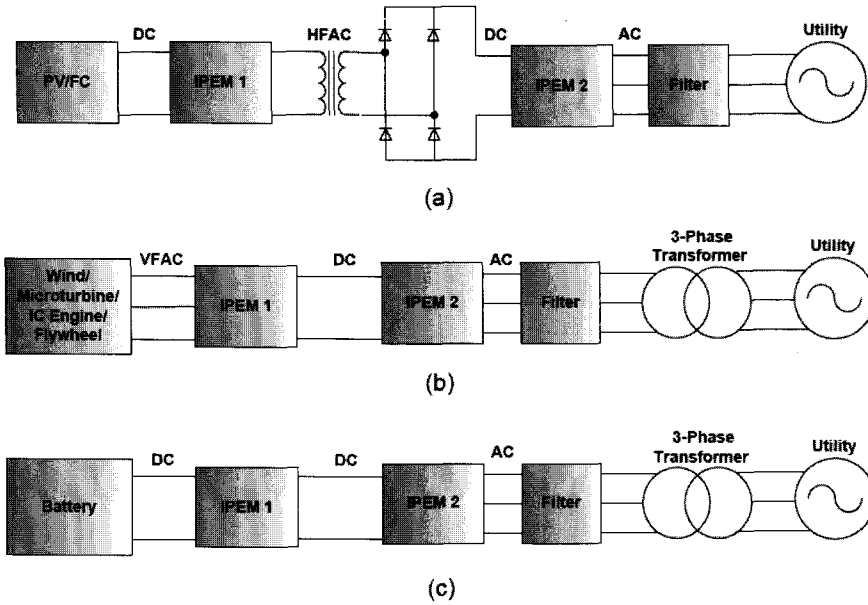 DC HFAC DC AC Utility
PV/FC IPEM 1 IPEM 2 Filter
(a)
3-Phase
Transformer Utility
VFAC DC AC
Wind/
Microturbine/
IC Engine/
Flywheel
IPEM 1 IPEM 2 Filter
(b)
3-Phase
Transformer Utility
DC DC AC
Battery IPEM 1 IPEM 2 Filter
(c)